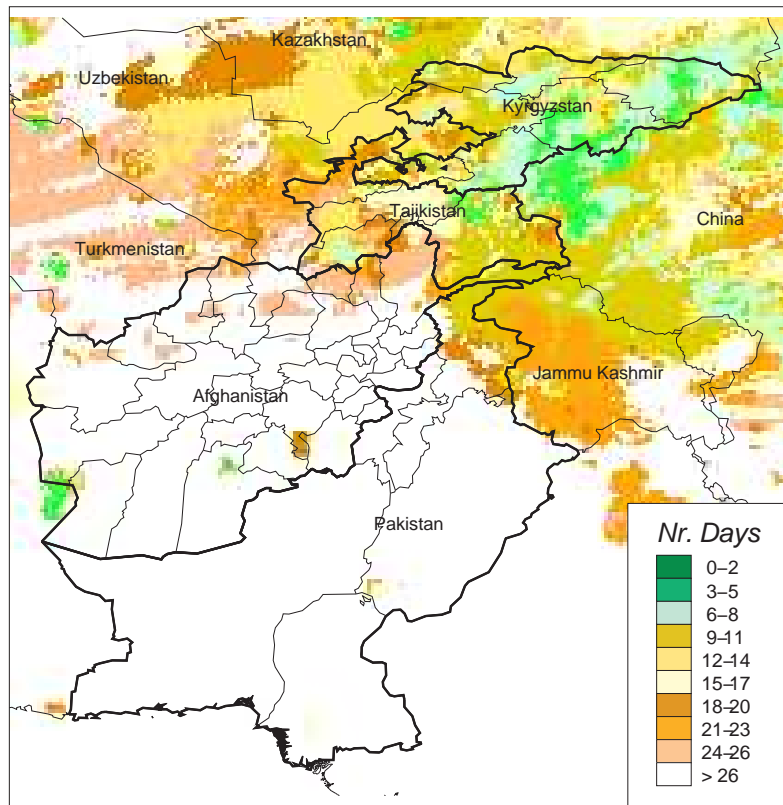 Kazakhstan
Uzbekistan
Kyrgyzstan
Tajikistan
China
Turkmenistan
Jammu Kashmir
Afghanistan
Pakistan
Nr. Days
0–2
3–5
6–8
9–11
12–14
15–17
18–20
21–23
24–26
> 26